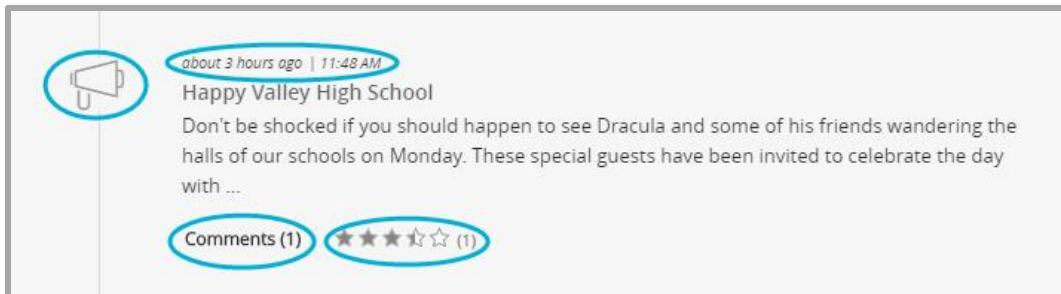 about 3 hours ago | 11:48 AM
Happy Valley High School
Don't be shocked if you should happen to see Dracula and some of his friends wandering the
halls of our schools on Monday. These special guests have been invited to celebrate the day
with ...
Comments (1) (1)